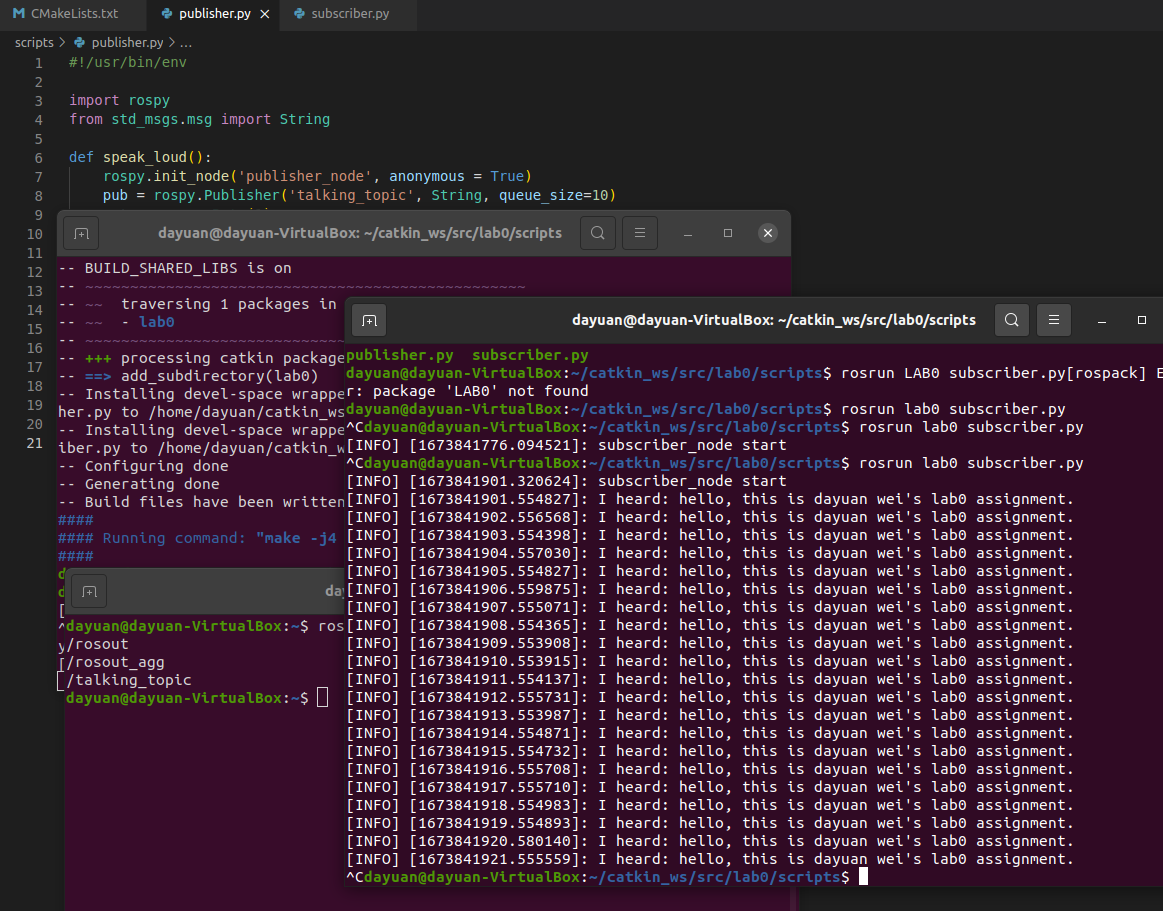 CMakeLists.txt publisher.py subscriber.py
scripts > publisher.py > ...
1 #!/usr/bin/env
2
3 import rospy
4 from std_msgs.msg import String
5
6 def speak_loud():
7 rospy.init_node('publisher_node', anonymous = True)
8 pub = rospy.Publisher('talking_topic', String, queue_size=10)
9
10
11
12
13
14
15
16
17
18
19
20
21
dayuan@dayuan-VirtualBox: ~/catkin_ws/src/lab0/scripts
-- BUILD_SHARED_LIBS is on
-- ~~~~~~~~~~~~~~~~~~~~~~~~~~~~~~~~~~~~~~~~~~~~~~~~~
-- ~~  traversing 1 packages in
-- ~~  - lab0
-- ~~~~~~~~~~~~~~~~~~~~~~~~~~~~~
-- +++ processing catkin package
-- ==> add_subdirectory(lab0)
-- Installing devel-space wrappe
her.py to /home/dayuan/catkin_ws
-- Installing devel-space wrappe
iber.py to /home/dayuan/catkin_w
-- Configuring done
-- Generating done
-- Build files have been written
####
#### Running command: "make -j4
####
day
dayuan@dayuan-VirtualBox:~$ ros
/rosout
/rosout_agg
/talking_topic
dayuan@dayuan-VirtualBox:~$
dayuan@dayuan-VirtualBox: ~/catkin_ws/src/lab0/scripts
publisher.py  subscriber.py
dayuan@dayuan-VirtualBox:~/catkin_ws/src/lab0/scripts$ rosrun LAB0 subscriber.py[rospack] E
r: package 'LAB0' not found
dayuan@dayuan-VirtualBox:~/catkin_ws/src/lab0/scripts$ rosrun lab0 subscriber.py
^Cdayuan@dayuan-VirtualBox:~/catkin_ws/src/lab0/scripts$ rosrun lab0 subscriber.py
[INFO] [1673841776.094521]: subscriber_node start
^Cdayuan@dayuan-VirtualBox:~/catkin_ws/src/lab0/scripts$ rosrun lab0 subscriber.py
[INFO] [1673841901.320624]: subscriber_node start
[INFO] [1673841901.554827]: I heard: hello, this is dayuan wei's lab0 assignment.
[INFO] [1673841902.556568]: I heard: hello, this is dayuan wei's lab0 assignment.
[INFO] [1673841903.554398]: I heard: hello, this is dayuan wei's lab0 assignment.
[INFO] [1673841904.557030]: I heard: hello, this is dayuan wei's lab0 assignment.
[INFO] [1673841905.554827]: I heard: hello, this is dayuan wei's lab0 assignment.
[INFO] [1673841906.559875]: I heard: hello, this is dayuan wei's lab0 assignment.
[INFO] [1673841907.555071]: I heard: hello, this is dayuan wei's lab0 assignment.
[INFO] [1673841908.554365]: I heard: hello, this is dayuan wei's lab0 assignment.
[INFO] [1673841909.553908]: I heard: hello, this is dayuan wei's lab0 assignment.
[INFO] [1673841910.553915]: I heard: hello, this is dayuan wei's lab0 assignment.
[INFO] [1673841911.554137]: I heard: hello, this is dayuan wei's lab0 assignment.
[INFO] [1673841912.555731]: I heard: hello, this is dayuan wei's lab0 assignment.
[INFO] [1673841913.553987]: I heard: hello, this is dayuan wei's lab0 assignment.
[INFO] [1673841914.554871]: I heard: hello, this is dayuan wei's lab0 assignment.
[INFO] [1673841915.554732]: I heard: hello, this is dayuan wei's lab0 assignment.
[INFO] [1673841916.555708]: I heard: hello, this is dayuan wei's lab0 assignment.
[INFO] [1673841917.555710]: I heard: hello, this is dayuan wei's lab0 assignment.
[INFO] [1673841918.554983]: I heard: hello, this is dayuan wei's lab0 assignment.
[INFO] [1673841919.554893]: I heard: hello, this is dayuan wei's lab0 assignment.
[INFO] [1673841920.580140]: I heard: hello, this is dayuan wei's lab0 assignment.
[INFO] [1673841921.555559]: I heard: hello, this is dayuan wei's lab0 assignment.
^Cdayuan@dayuan-VirtualBox:~/catkin_ws/src/lab0/scripts$